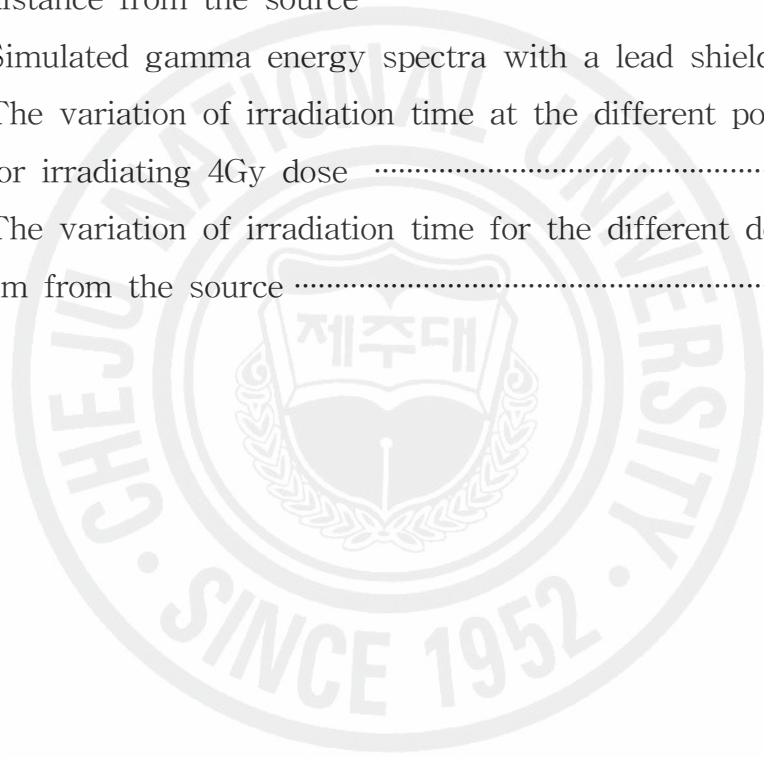 distance from the source
Simulated gamma energy spectra with a lead shield
The variation of irradiation time at the different po
or irradiating 4Gy dose ························································
The variation of irradiation time for the different do
m from the source ··································································
CHEJU NATIONAL UNIVERSITY
제주대
· SINCE 1952 ·